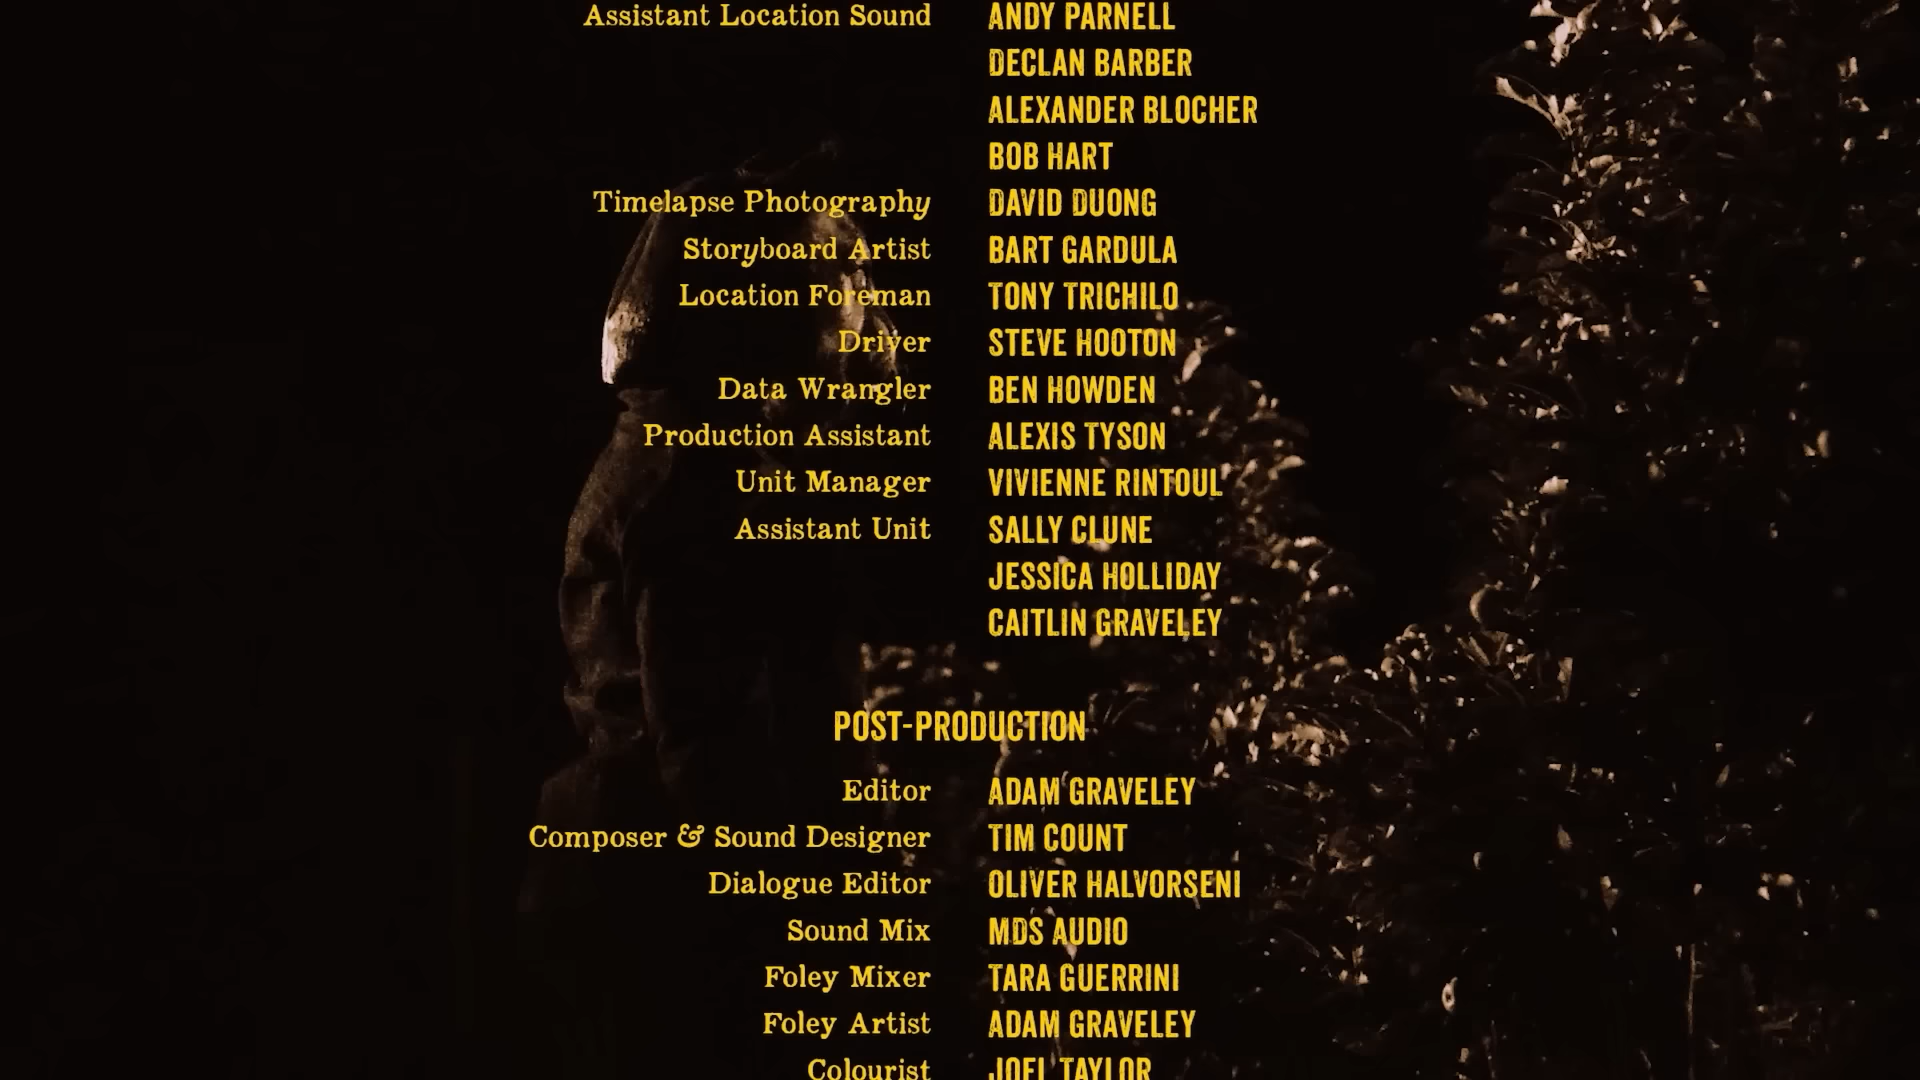 Assistant Location Sound ANDY PARNELL
DECLAN BARBER
ALEXANDER BLOCHER
BOB HART
Timelapse Photography DAVID DUONG
Storyboard Artist BART GARDULA
Location Foreman TONY TRICHILO
Driver STEVE HOOTON
Data Wrangler BEN HOWDEN
Production Assistant ALEXIS TYSON
Unit Manager VIVIENNE RINTOUL
Assistant Unit SALLY CLUNE
JESSICA HOLLIDAY
CAITLIN GRAVELEY
POST-PRODUCTION
Editor ADAM GRAVELEY
Composer & Sound Designer TIM COUNT
Dialogue Editor OLIVER HALVORSENI
Sound Mix MDS AUDIO
Foley Mixer TARA GUERRINI
Foley Artist ADAM GRAVELEY
Colourist JOEL TAYLOR